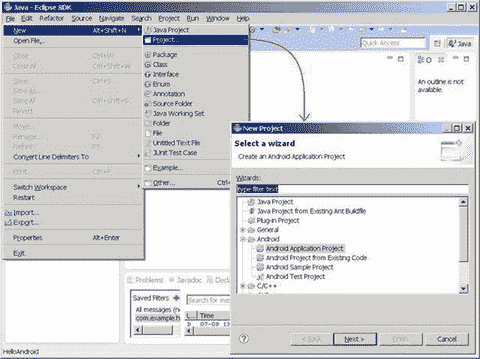 Java - Eclipse SDK
File Edit Refactor Source Navigate Search Project Run Window Help
New Alt+Shift+N
Open File...
Close Ctrl+W
Close All Ctrl+Shift+W
Save Ctrl+S
Save As...
Save All Ctrl+Shift+S
Revert
Move...
Rename... F2
Refresh F5
Convert Line Delimiters To
Print... Ctrl+P
Switch Workspace
Restart
Import...
Export...
Properties Alt+Enter
Exit
Java Project
Project...
Package
Class
Interface
Enum
Annotation
Source Folder
Java Working Set
Folder
File
Untitled Text File
JUnit Test Case
Example...
Other...
Quick Access
Java
O
An outline is not
available.
New Project
Select a wizard
Create an Android Application Project
Wizards:
type filter text
Java Project
Java Project from Existing Ant Buildfile
Plug-in Project
General
Android
Android Application Project
Android Project from Existing Code
Android Sample Project
Android Test Project
C/C++
< Back Next > Finish Cancel
Problems Javadoc
Saved Filters
All messages (no
com.example.h
Search for messag
L... Time
D 07-09 13
HelloAndroid